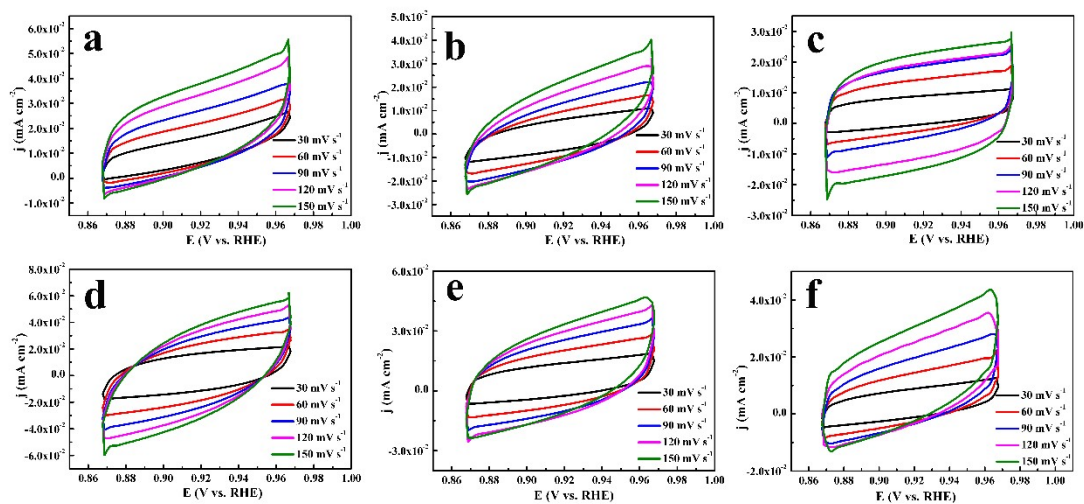 a
6.0x10⁻²
5.0x10⁻²
4.0x10⁻²
3.0x10⁻²
2.0x10⁻²
1.0x10⁻²
0.0
-1.0x10⁻²
j (mA cm⁻²)
30 mV s⁻¹
60 mV s⁻¹
90 mV s⁻¹
120 mV s⁻¹
150 mV s⁻¹
0.86 0.88 0.90 0.92 0.94 0.96 0.98 1.00
E (V vs. RHE)
b
5.0x10⁻²
4.0x10⁻²
3.0x10⁻²
2.0x10⁻²
1.0x10⁻²
0.0
-1.0x10⁻²
-2.0x10⁻²
-3.0x10⁻²
j (mA cm⁻²)
30 mV s⁻¹
60 mV s⁻¹
90 mV s⁻¹
120 mV s⁻¹
150 mV s⁻¹
0.86 0.88 0.90 0.92 0.94 0.96 0.98 1.00
E (V vs. RHE)
c
3.0x10⁻²
2.0x10⁻²
1.0x10⁻²
0.0
-1.0x10⁻²
-2.0x10⁻²
-3.0x10⁻²
j (mA cm⁻²)
30 mV s⁻¹
60 mV s⁻¹
90 mV s⁻¹
120 mV s⁻¹
150 mV s⁻¹
0.86 0.88 0.90 0.92 0.94 0.96 0.98 1.00
E (V vs. RHE)
d
8.0x10⁻²
6.0x10⁻²
4.0x10⁻²
2.0x10⁻²
0.0
-2.0x10⁻²
-4.0x10⁻²
-6.0x10⁻²
j (mA cm⁻²)
30 mV s⁻¹
60 mV s⁻¹
90 mV s⁻¹
120 mV s⁻¹
150 mV s⁻¹
0.86 0.88 0.90 0.92 0.94 0.96 0.98 1.00
E (V vs. RHE)
e
6.0x10⁻²
3.0x10⁻²
0.0
-3.0x10⁻²
j (mA cm⁻²)
30 mV s⁻¹
60 mV s⁻¹
90 mV s⁻¹
120 mV s⁻¹
150 mV s⁻¹
0.86 0.88 0.90 0.92 0.94 0.96 0.98 1.00
E (V vs. RHE)
f
4.0x10⁻²
2.0x10⁻²
0.0
-2.0x10⁻²
j (mA cm⁻²)
30 mV s⁻¹
60 mV s⁻¹
90 mV s⁻¹
120 mV s⁻¹
150 mV s⁻¹
0.86 0.88 0.90 0.92 0.94 0.96 0.98 1.00
E (V vs. RHE)